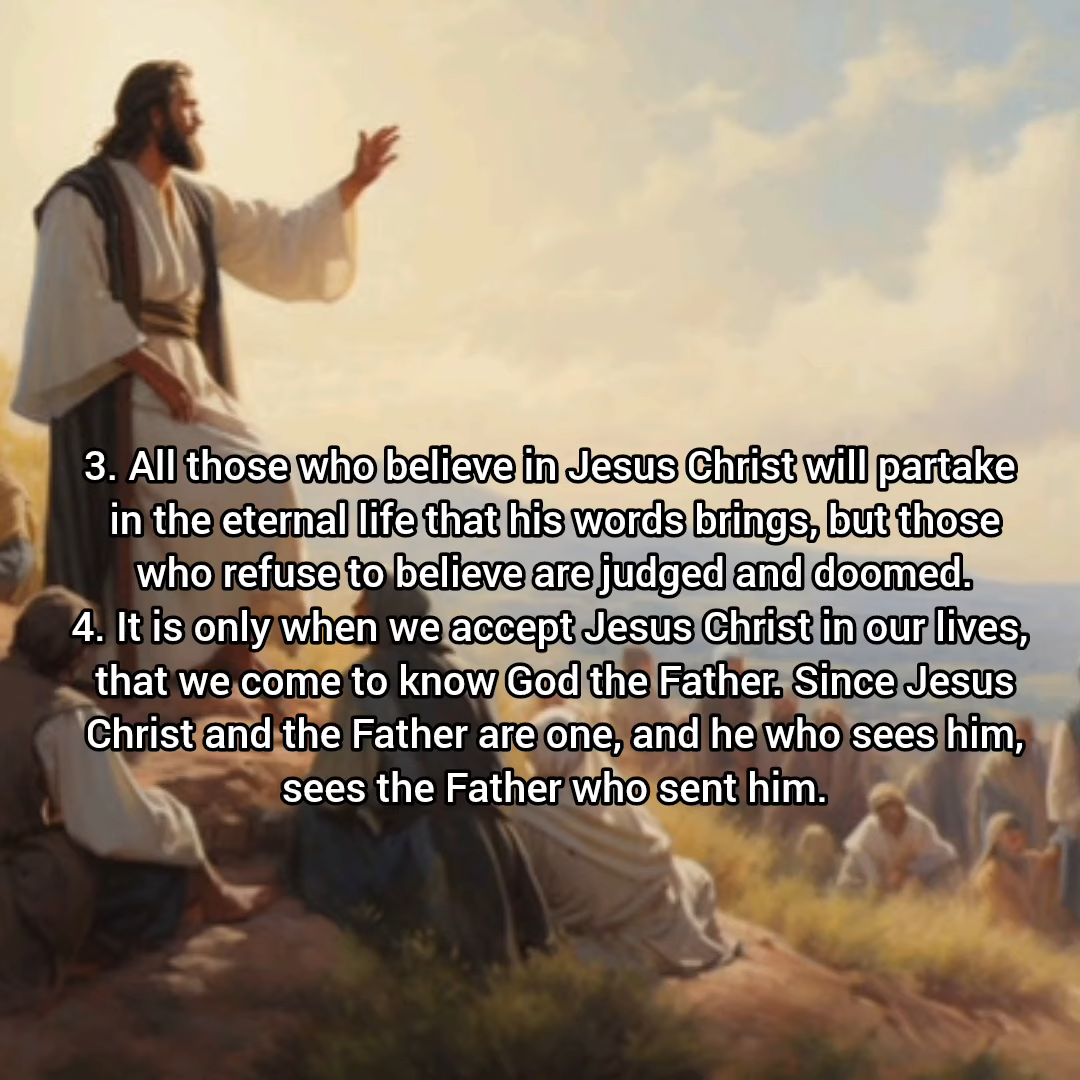 3. All those who believe in Jesus Christ will partake
in the eternal life that his words brings, but those
who refuse to believe are judged and doomed.
4. It is only when we accept Jesus Christ in our lives,
that we come to know God the Father. Since Jesus
Christ and the Father are one, and he who sees him,
sees the Father who sent him.